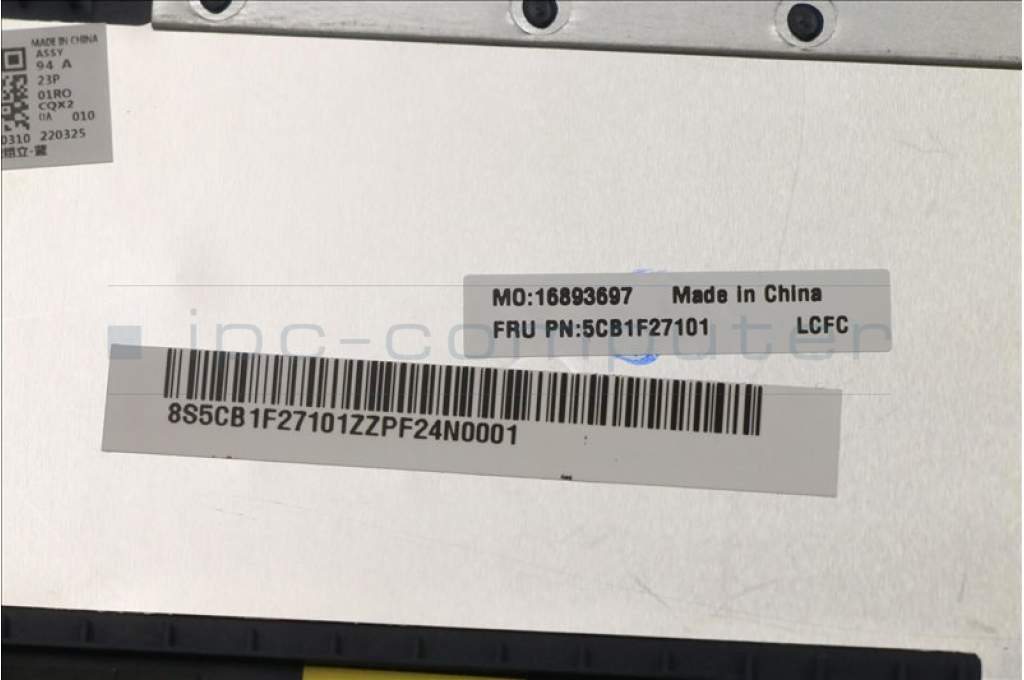 MADE IN CHINA
ASSY
94 A
23P
01RO
CQX2
0A 010
0310 220325
MO:16893697 Made in China
FRU PN:5CB1F27101 LCFC
ipc-computer
8S5CB1F27101ZZPF24N0001